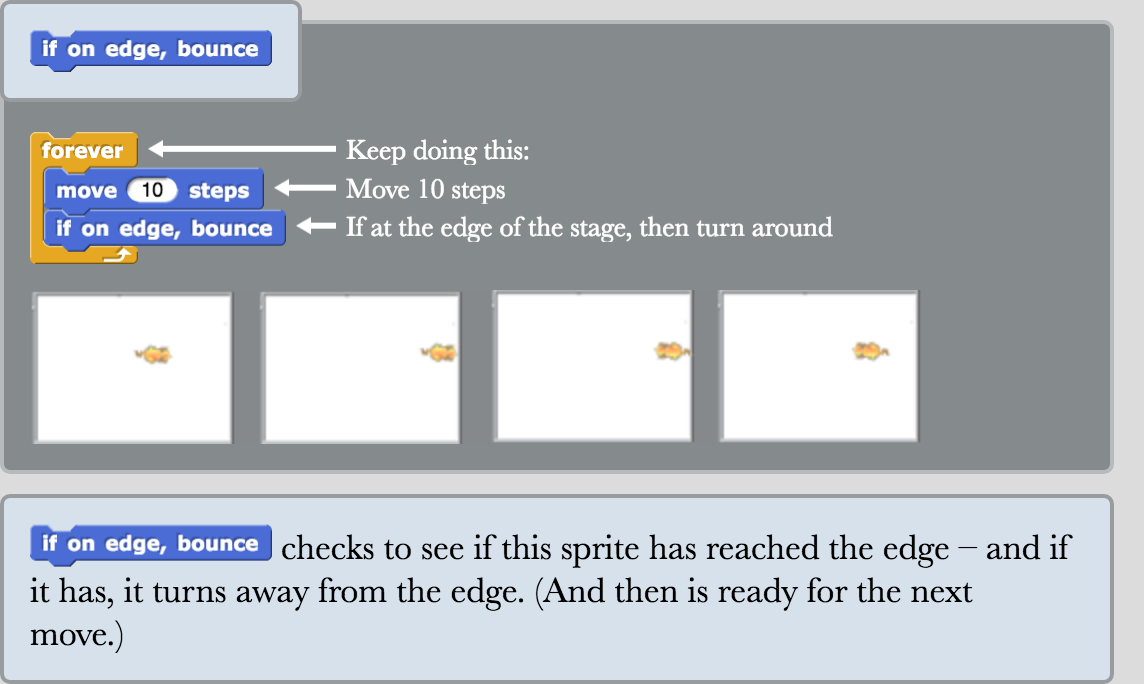 if on edge, bounce
forever
Keep doing this:
move 10 steps
Move 10 steps
if on edge, bounce
If at the edge of the stage, then turn around
if on edge, bounce checks to see if this sprite has reached the edge – and if
it has, it turns away from the edge. (And then is ready for the next
move.)